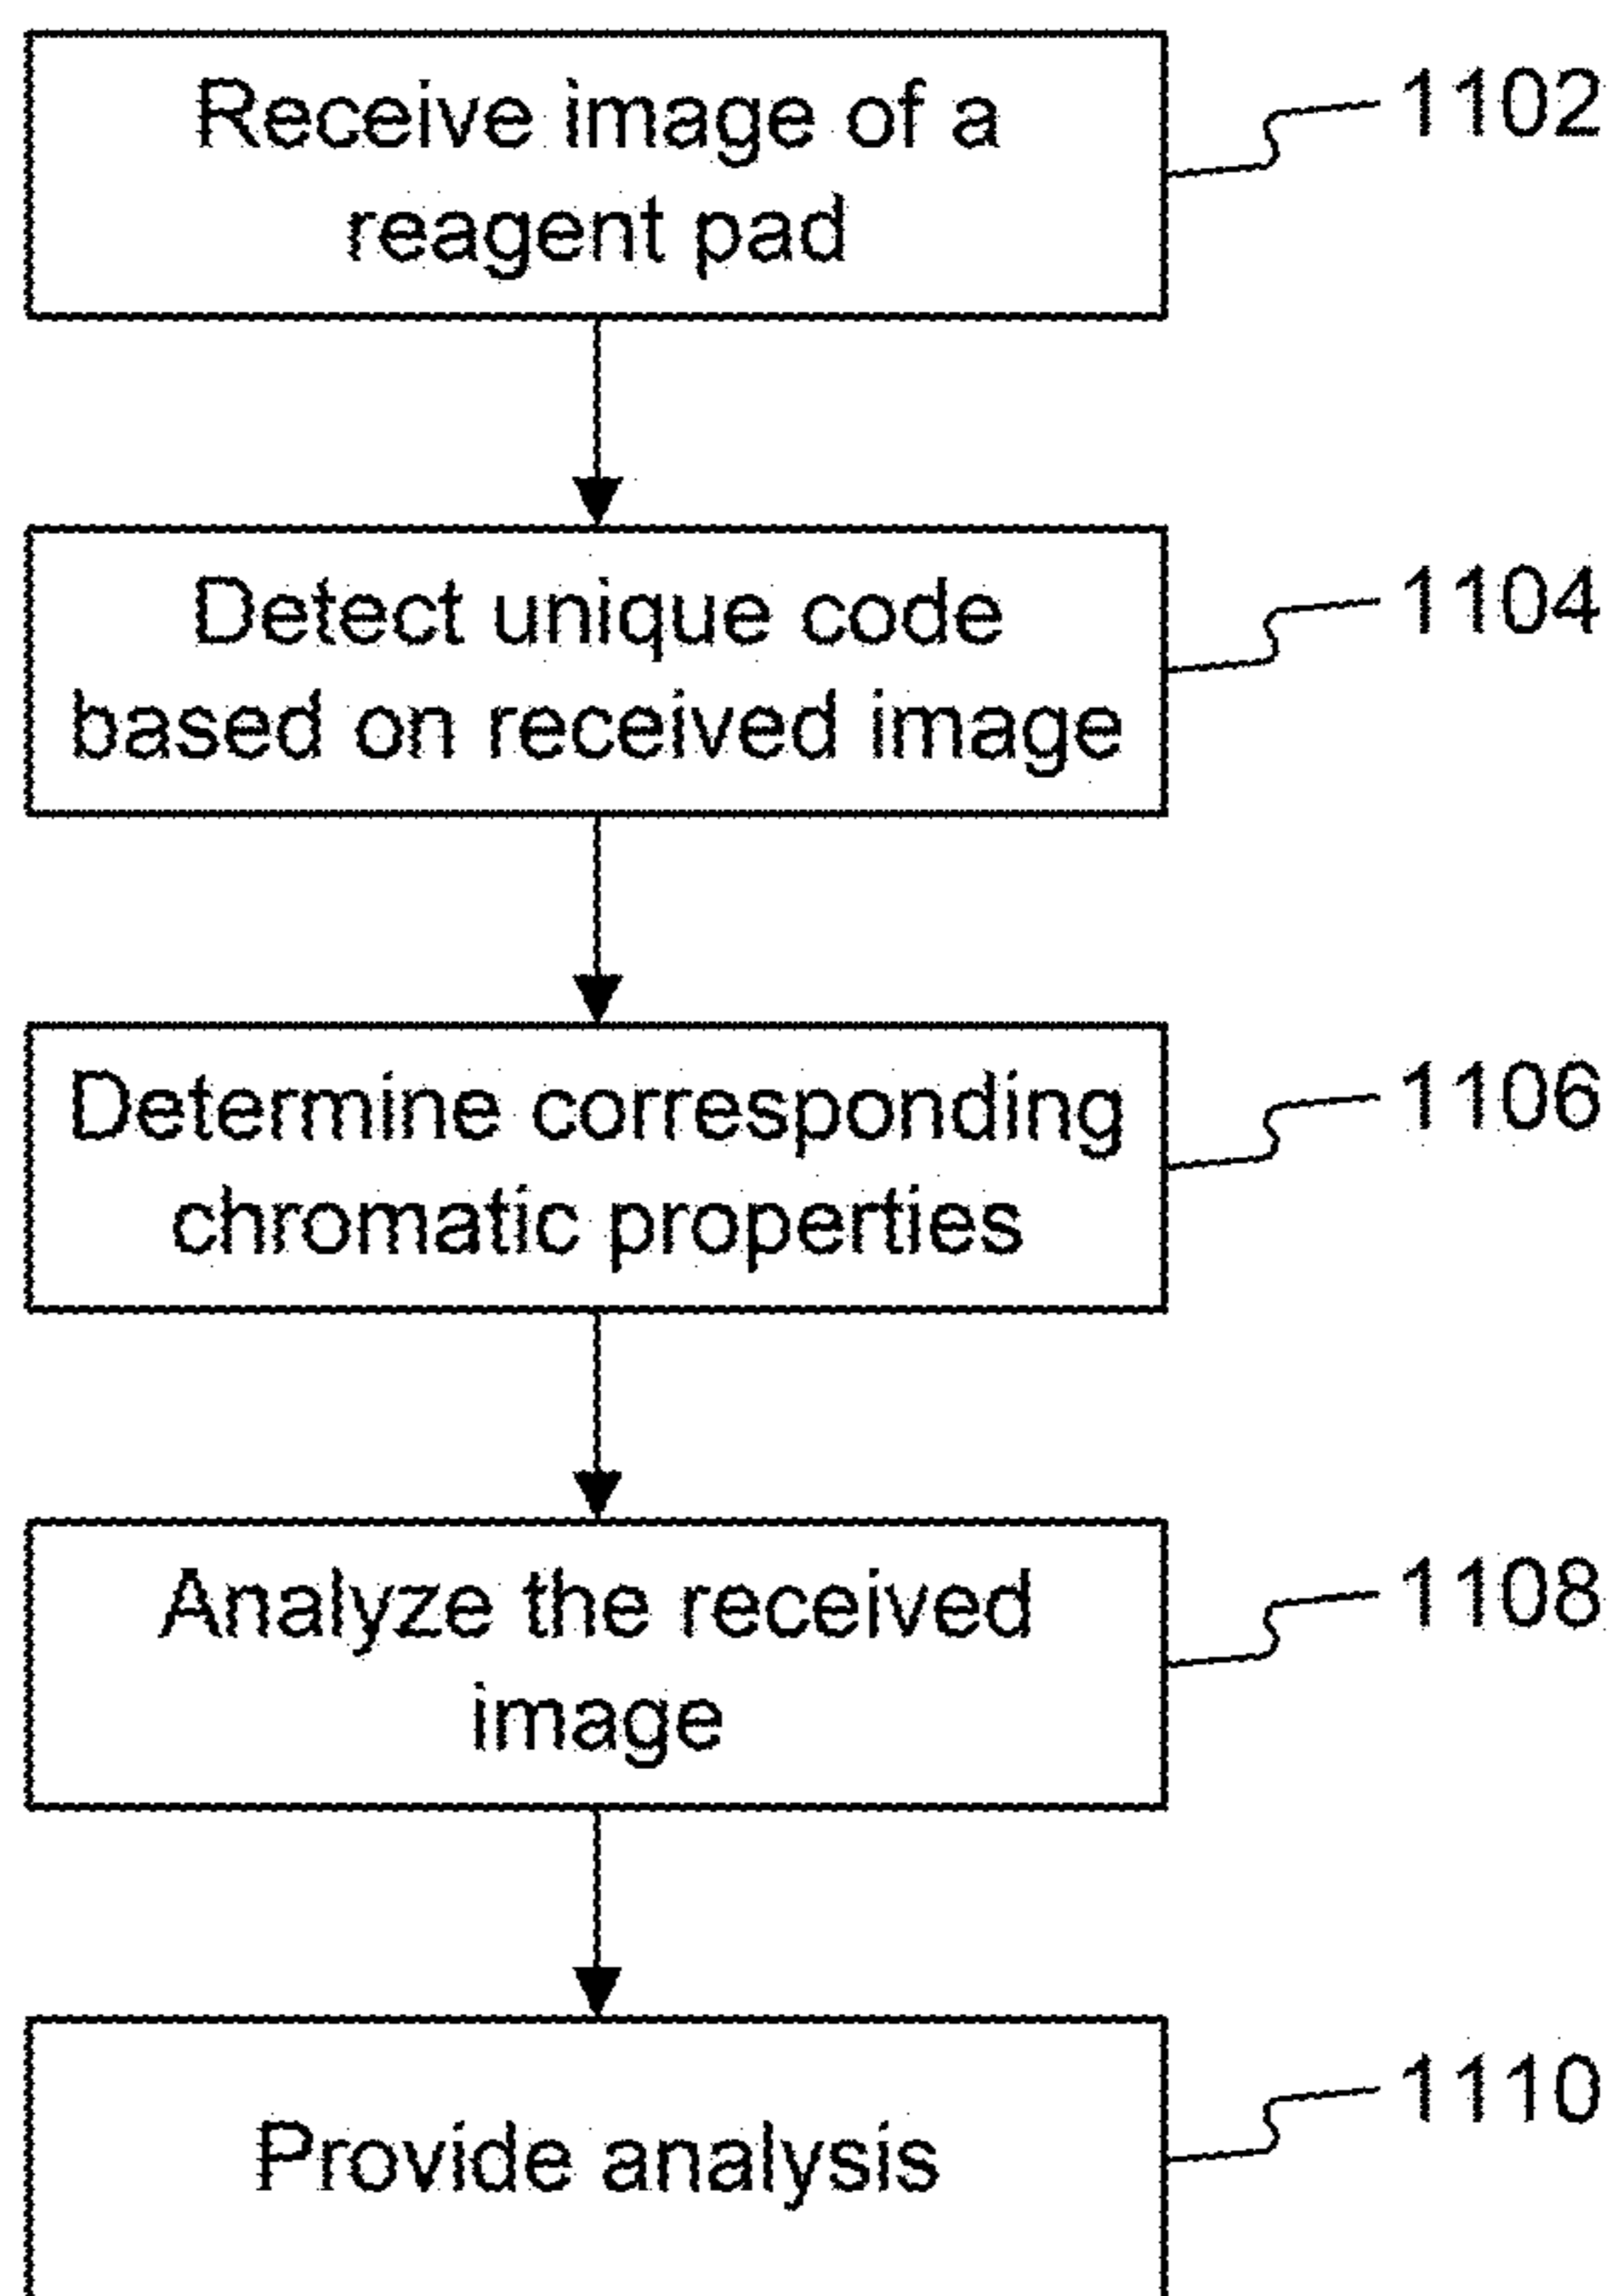 Receive image of a
reagent pad
1102
Detect unique code
based on received image
1104
Determine corresponding
chromatic properties
1106
Analyze the received
image
1108
Provide analysis
1110